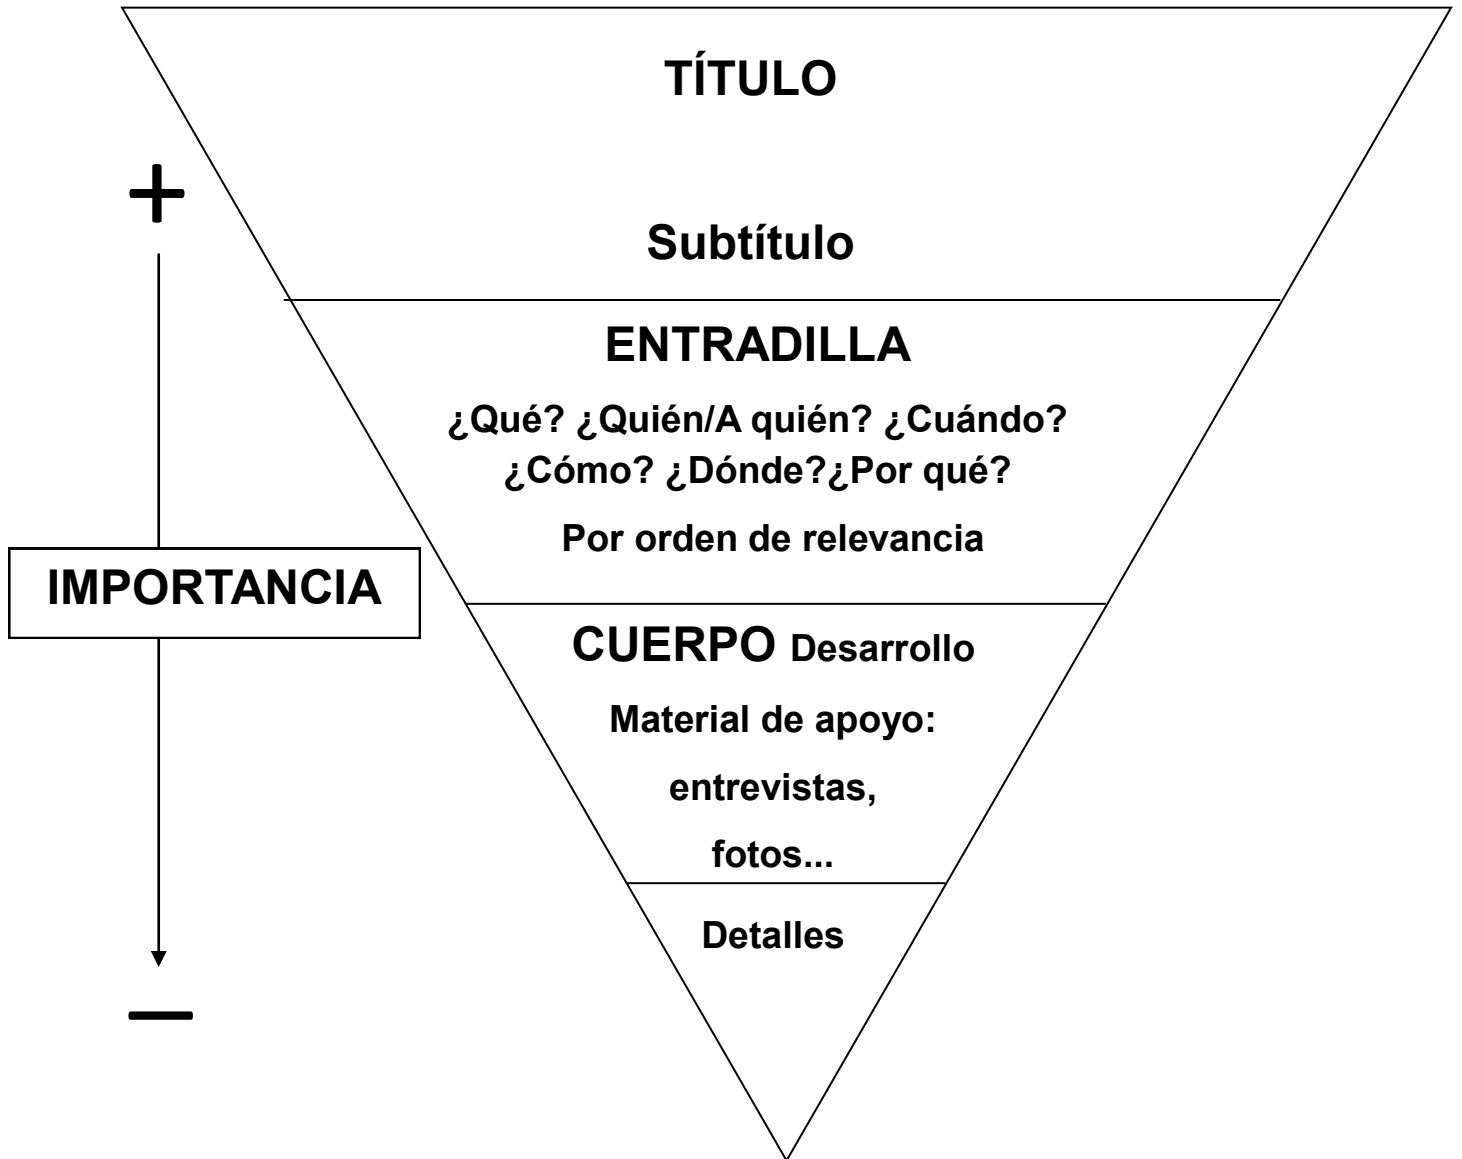 TÍTULO
+
Subtítulo
ENTRADILLA
¿Qué? ¿Quién/A quién? ¿Cuándo?
¿Cómo? ¿Dónde?¿Por qué?
Por orden de relevancia
IMPORTANCIA
CUERPO Desarrollo
Material de apoyo:
entrevistas,
fotos...
Detalles
–